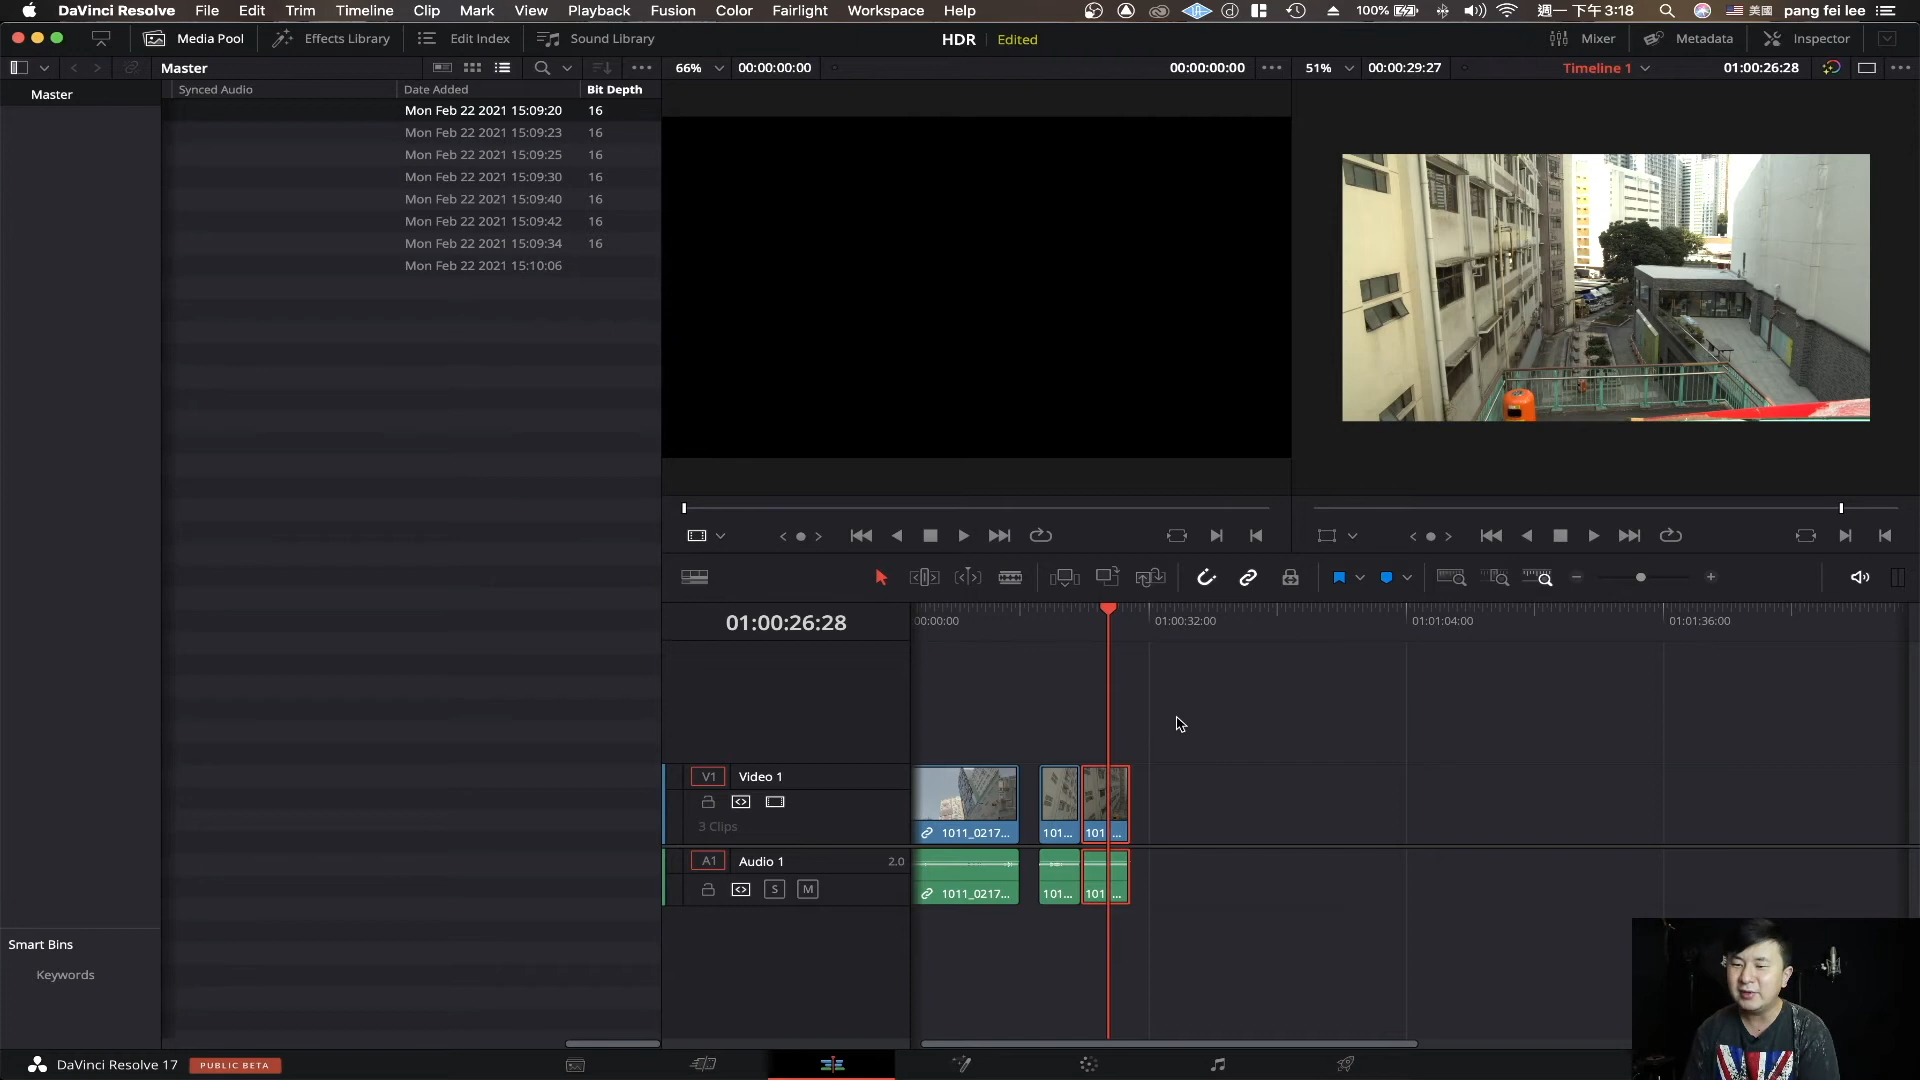 DaVinci Resolve File Edit Trim Timeline Clip Mark View Playback Fusion Color Fairlight Workspace Help 100% 週一 下午 3:18 美國 pang fei lee
Media Pool Effects Library Edit Index Sound Library HDR Edited Mixer Metadata Inspector
Master 66% 00:00:00:00 00:00:00:00 51% 00:00:29:27 Timeline 1 01:00:26:28
Master
Synced Audio Date Added Bit Depth
Mon Feb 22 2021 15:09:20 16
Mon Feb 22 2021 15:09:23 16
Mon Feb 22 2021 15:09:25 16
Mon Feb 22 2021 15:09:30 16
Mon Feb 22 2021 15:09:40 16
Mon Feb 22 2021 15:09:42 16
Mon Feb 22 2021 15:09:34 16
Mon Feb 22 2021 15:10:06
01:00:26:28
00:00:00 01:00:32:00 01:01:04:00 01:01:36:00
V1 Video 1
3 Clips
1011_0217... 101... 101 ...
A1 Audio 1 2.0
S M
1011_0217... 101... 101 ...
Smart Bins
Keywords
DaVinci Resolve 17 PUBLIC BETA